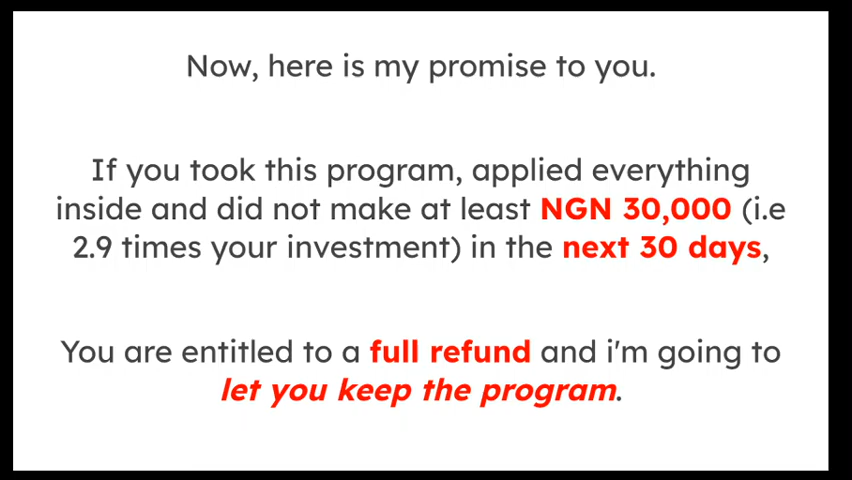 Now, here is my promise to you.
If you took this program, applied everything
inside and did not make at least NGN 30,000 (i.e
2.9 times your investment) in the next 30 days,
You are entitled to a full refund and i'm going to
let you keep the program.